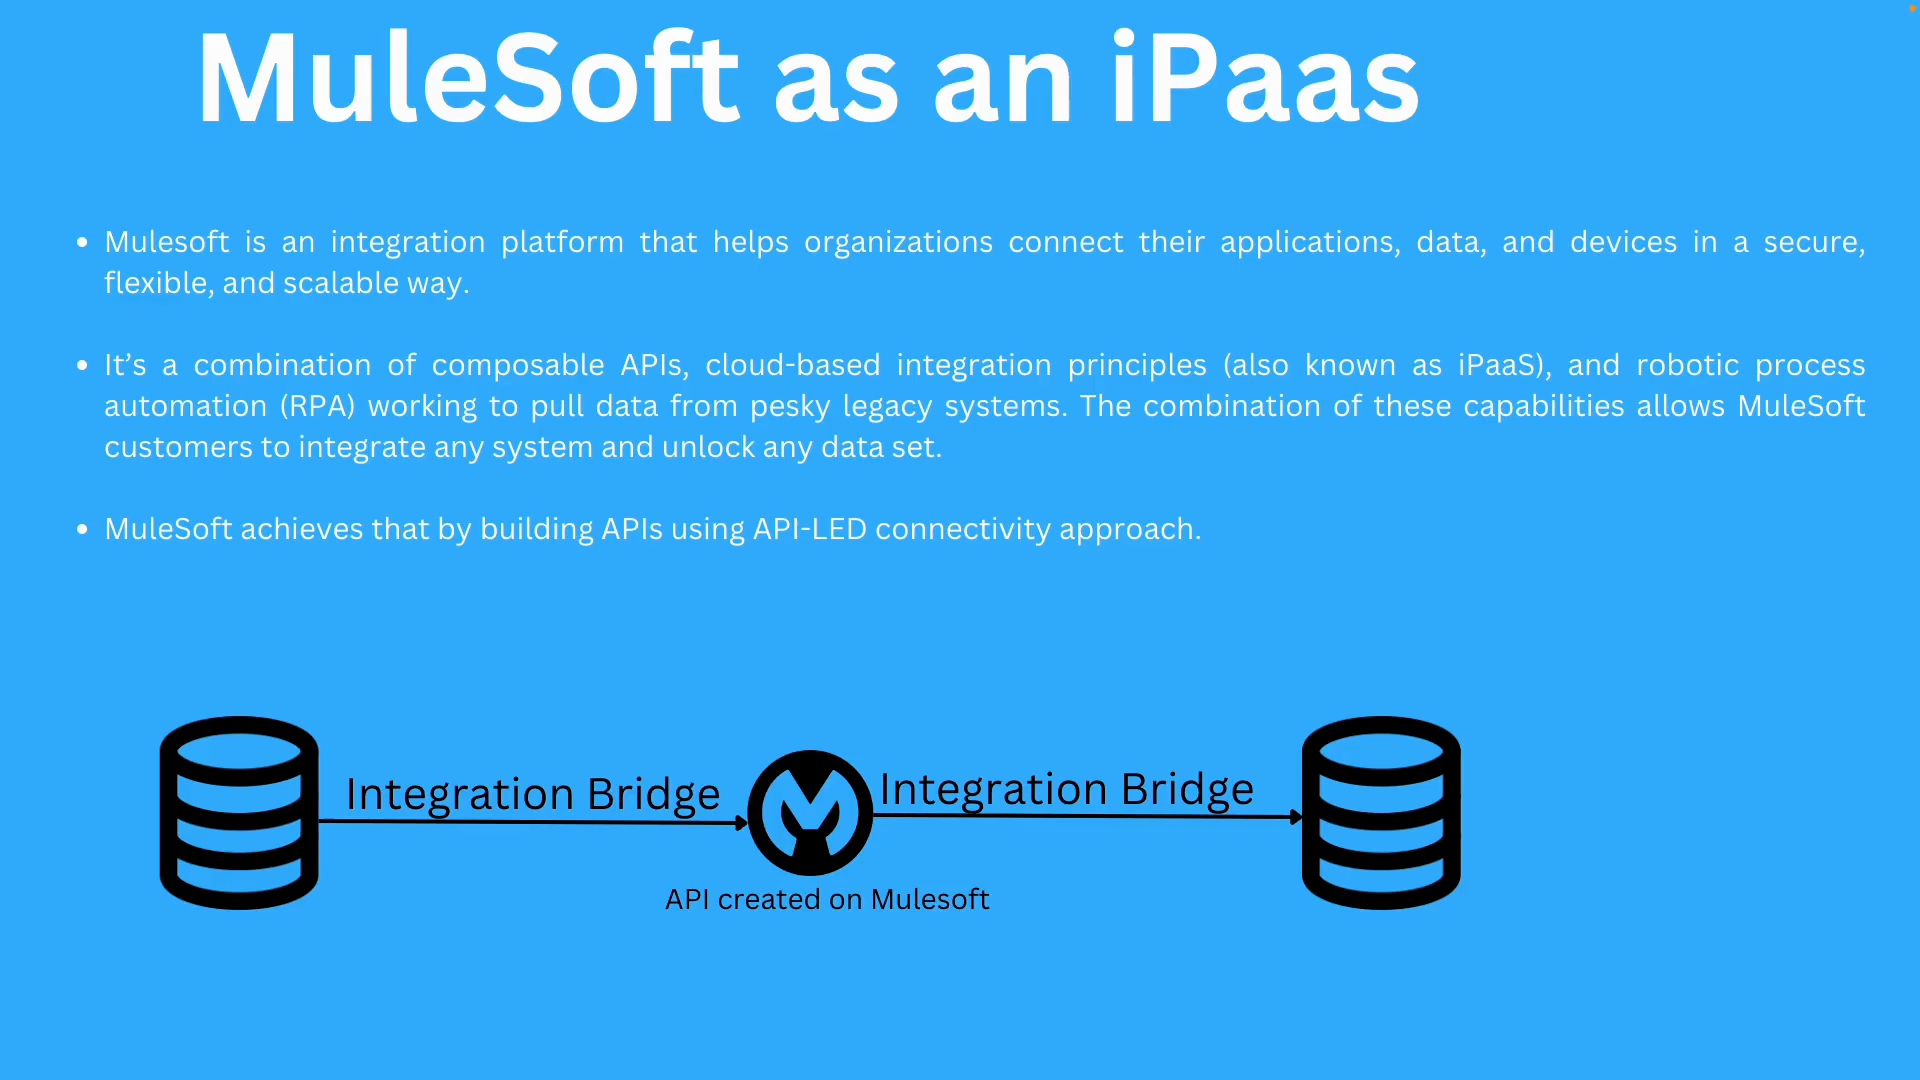 MuleSoft as an iPaas
• Mulesoft is an integration platform that helps organizations connect their applications, data, and devices in a secure,
flexible, and scalable way.
• It’s a combination of composable APIs, cloud-based integration principles (also known as iPaaS), and robotic process
automation (RPA) working to pull data from pesky legacy systems. The combination of these capabilities allows MuleSoft
customers to integrate any system and unlock any data set.
• MuleSoft achieves that by building APIs using API-LED connectivity approach.
Integration Bridge
Integration Bridge
API created on Mulesoft